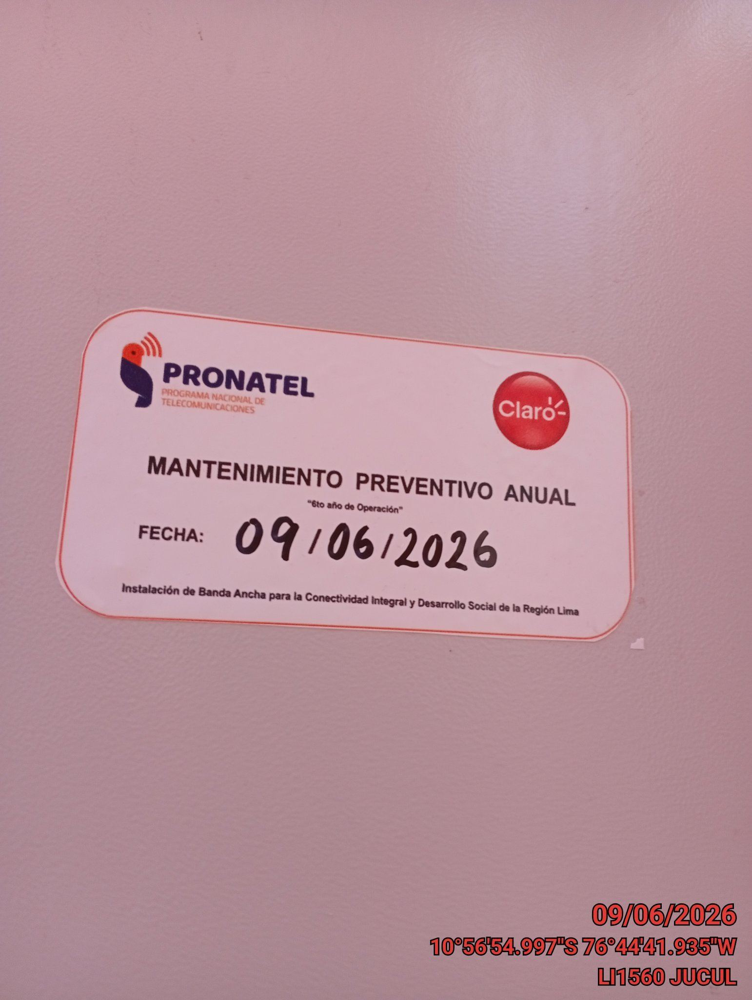 PRONATEL
PROGRAMA NACIONAL DE
TELECOMUNICACIONES
Claro
MANTENIMIENTO PREVENTIVO ANUAL
"6to año de Operación"
FECHA: 09/06/2026
Instalación de Banda Ancha para la Conectividad Integral y Desarrollo Social de la Región Lima
09/06/2026
10°56'54.997"S 76°44'41.935"W
LI1560 JUCUL